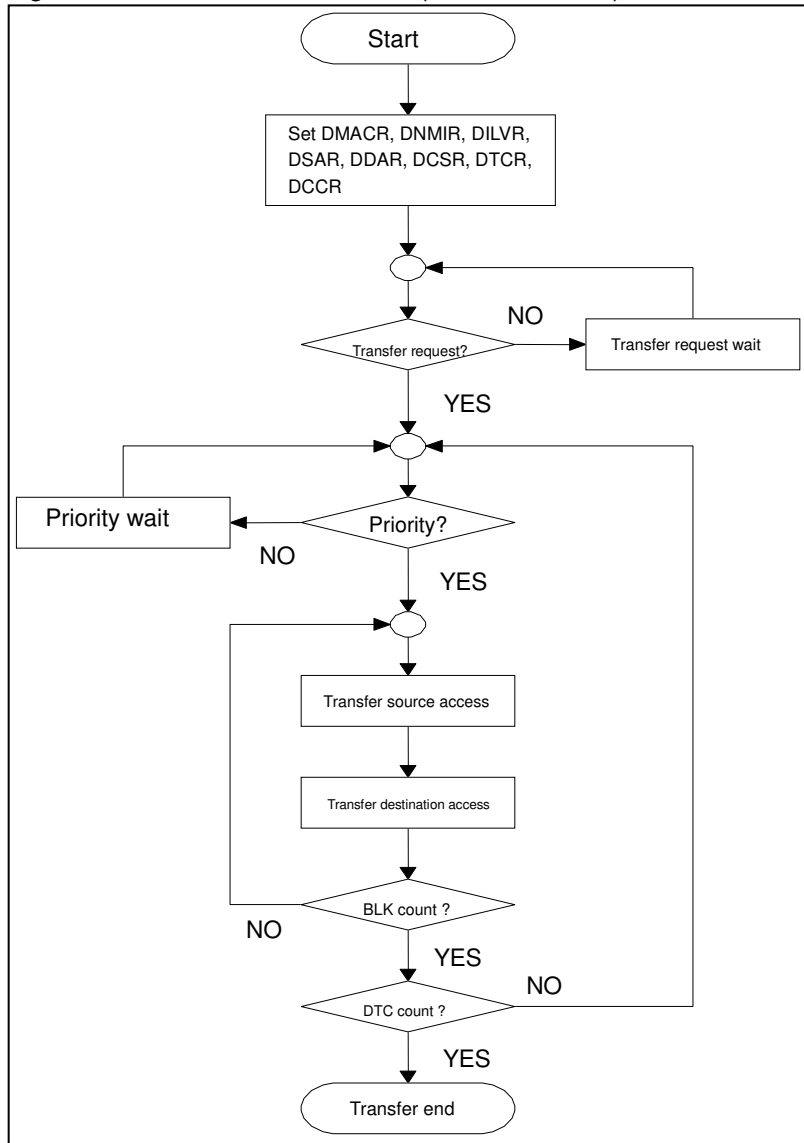 Start
Set DMACR, DNMIR, DILVR,
DSAR, DDAR, DCSR, DTCR,
DCCR
NO
Transfer request?
Transfer request wait
YES
Priority wait
Priority?
NO
YES
Transfer source access
Transfer destination access
BLK count ?
NO
YES
DTC count ?
NO
YES
Transfer end